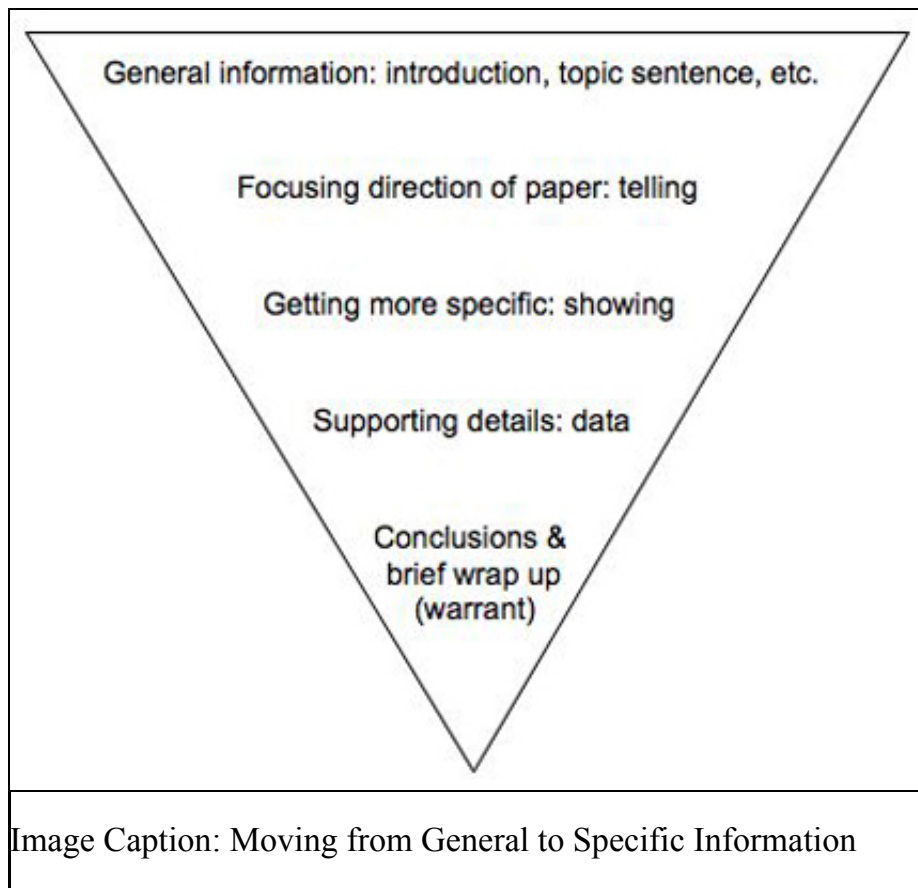 General information: introduction, topic sentence, etc.
Focusing direction of paper: telling
Getting more specific: showing
Supporting details: data
Conclusions &
brief wrap up
(warrant)
Image Caption: Moving from General to Specific Information